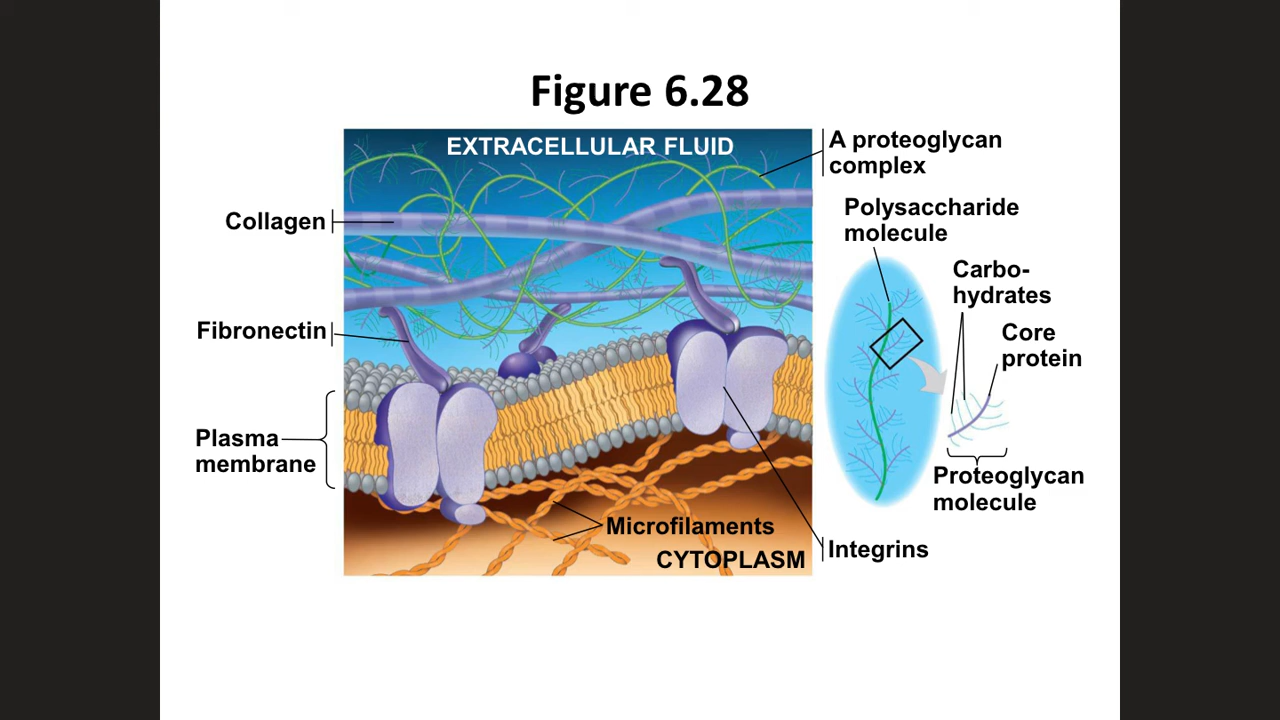 Figure 6.28
EXTRACELLULAR FLUID
A proteoglycan
complex
Collagen
Polysaccharide
molecule
Carbo-
hydrates
Core
protein
Fibronectin
Plasma
membrane
Proteoglycan
molecule
Microfilaments
CYTOPLASM
Integrins